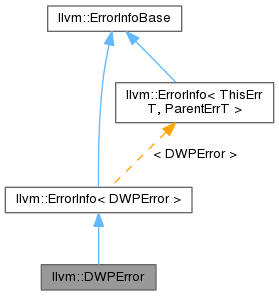 llvm::ErrorInfoBase
llvm::ErrorInfo< ThisErr
T, ParentErrT >
< DWPError >
llvm::ErrorInfo< DWPError >
llvm::DWPError